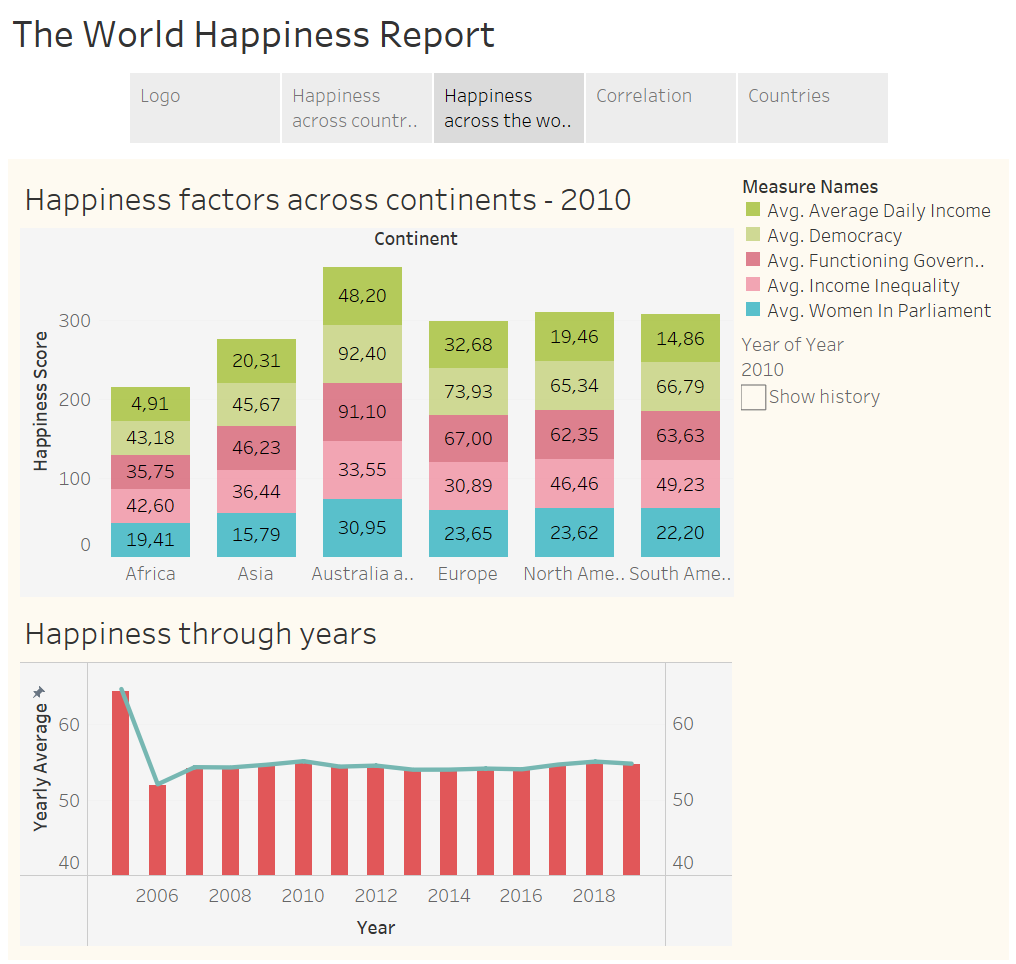 The World Happiness Report
Logo
Happiness
across countr..
Happiness
across the wo..
Correlation
Countries
Happiness factors across continents - 2010
Continent
Happiness Score
300
200
100
0
4,91
43,18
35,75
42,60
19,41
20,31
45,67
46,23
36,44
15,79
48,20
92,40
91,10
33,55
30,95
32,68
73,93
67,00
30,89
23,65
19,46
65,34
62,35
46,46
23,62
14,86
66,79
63,63
49,23
22,20
Africa
Asia
Australia a..
Europe
North Ame..
South Ame..
Measure Names
Avg. Average Daily Income
Avg. Democracy
Avg. Functioning Govern..
Avg. Income Inequality
Avg. Women In Parliament
Year of Year
2010
Show history
Happiness through years
Yearly Average
60
50
40
60
50
40
2006
2008
2010
2012
2014
2016
2018
Year